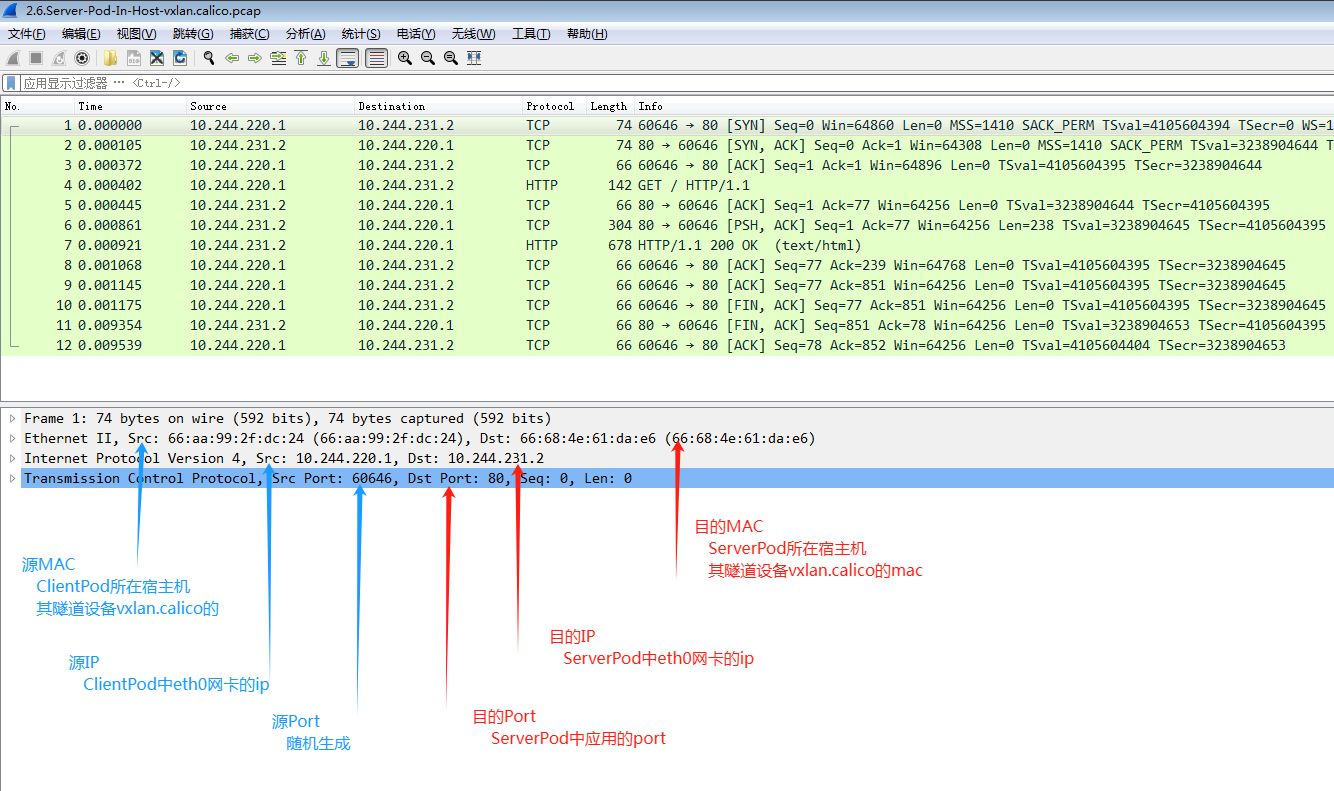 2.6.Server-Pod-In-Host-vxlan.calico.pcap
文件(F) 编辑(E) 视图(V) 跳转(G) 捕获(C) 分析(A) 统计(S) 电话(Y) 无线(W) 工具(T) 帮助(H)
应用显示过滤器 … <Ctrl-/>
No. Time Source Destination Protocol Length Info
1 0.000000 10.244.220.1 10.244.231.2 TCP 74 60646 → 80 [SYN] Seq=0 Win=64860 Len=0 MSS=1410 SACK_PERM TSval=4105604394 TSecr=0 WS=1
2 0.000105 10.244.231.2 10.244.220.1 TCP 74 80 → 60646 [SYN, ACK] Seq=0 Ack=1 Win=64308 Len=0 MSS=1410 SACK_PERM TSval=3238904644 T
3 0.000372 10.244.220.1 10.244.231.2 TCP 66 60646 → 80 [ACK] Seq=1 Ack=1 Win=64896 Len=0 TSval=4105604395 TSecr=3238904644
4 0.000402 10.244.220.1 10.244.231.2 HTTP 142 GET / HTTP/1.1
5 0.000445 10.244.231.2 10.244.220.1 TCP 66 80 → 60646 [ACK] Seq=1 Ack=77 Win=64256 Len=0 TSval=3238904644 TSecr=4105604395
6 0.000861 10.244.231.2 10.244.220.1 TCP 304 80 → 60646 [PSH, ACK] Seq=1 Ack=77 Win=64256 Len=238 TSval=3238904645 TSecr=4105604395
7 0.000921 10.244.231.2 10.244.220.1 HTTP 678 HTTP/1.1 200 OK (text/html)
8 0.001068 10.244.220.1 10.244.231.2 TCP 66 60646 → 80 [ACK] Seq=77 Ack=239 Win=64768 Len=0 TSval=4105604395 TSecr=3238904645
9 0.001145 10.244.220.1 10.244.231.2 TCP 66 60646 → 80 [ACK] Seq=77 Ack=851 Win=64256 Len=0 TSval=4105604395 TSecr=3238904645
10 0.001175 10.244.220.1 10.244.231.2 TCP 66 60646 → 80 [FIN, ACK] Seq=77 Ack=851 Win=64256 Len=0 TSval=4105604395 TSecr=3238904645
11 0.009354 10.244.231.2 10.244.220.1 TCP 66 80 → 60646 [FIN, ACK] Seq=851 Ack=78 Win=64256 Len=0 TSval=3238904653 TSecr=4105604395
12 0.009539 10.244.220.1 10.244.231.2 TCP 66 60646 → 80 [ACK] Seq=78 Ack=852 Win=64256 Len=0 TSval=4105604404 TSecr=3238904653
Frame 1: 74 bytes on wire (592 bits), 74 bytes captured (592 bits)
Ethernet II, Src: 66:aa:99:2f:dc:24 (66:aa:99:2f:dc:24), Dst: 66:68:4e:61:da:e6 (66:68:4e:61:da:e6)
Internet Protocol Version 4, Src: 10.244.220.1, Dst: 10.244.231.2
Transmission Control Protocol, Src Port: 60646, Dst Port: 80, Seq: 0, Len: 0
目的MAC
ServerPod所在宿主机
其隧道设备vxlan.calico的mac
源MAC
ClientPod所在宿主机
其隧道设备vxlan.calico的
目的IP
ServerPod中eth0网卡的ip
源IP
ClientPod中eth0网卡的ip
目的Port
ServerPod中应用的port
源Port
随机生成